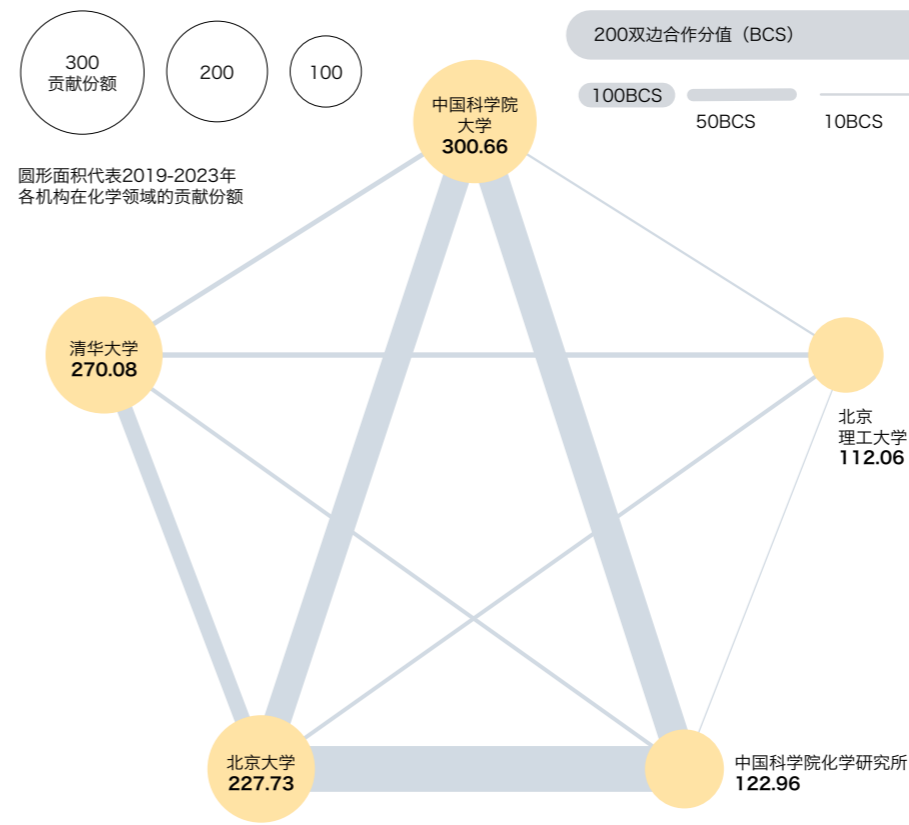 300
贡献份额
200
100
200双边合作分值（BCS）
100BCS
50BCS
10BCS
圆形面积代表2019-2023年
各机构在化学领域的贡献份额
中国科学院
大学
300.66
清华大学
270.08
北京
理工大学
112.06
北京大学
227.73
中国科学院化学研究所
122.96